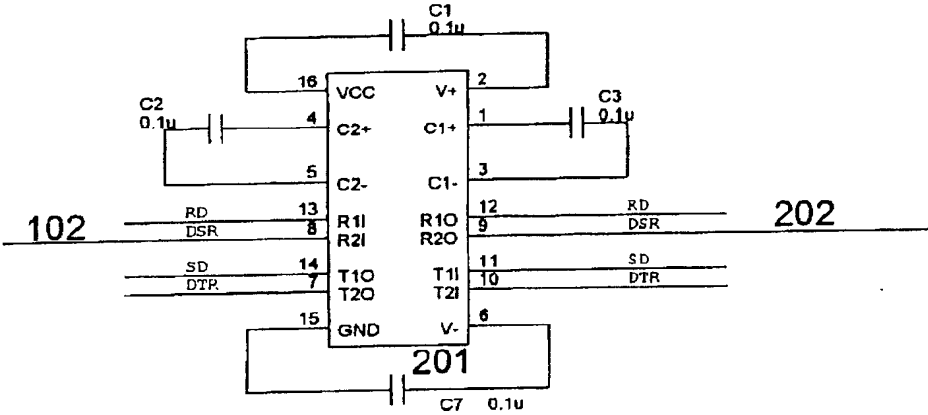 C1
0.1u
16 VCC V+ 2
C2
0.1u
4 C2+ C1+ 1
C3
0.1u
5 C2- C1- 3
RD 13 R1I R1O 12 RD
102 DSR 8 R2I R2O 9 DSR 202
SD 14 T1O T1I 11 SD
DTR 7 T2O T2I 10 DTR
15 GND V- 6
201
C7 0.1u